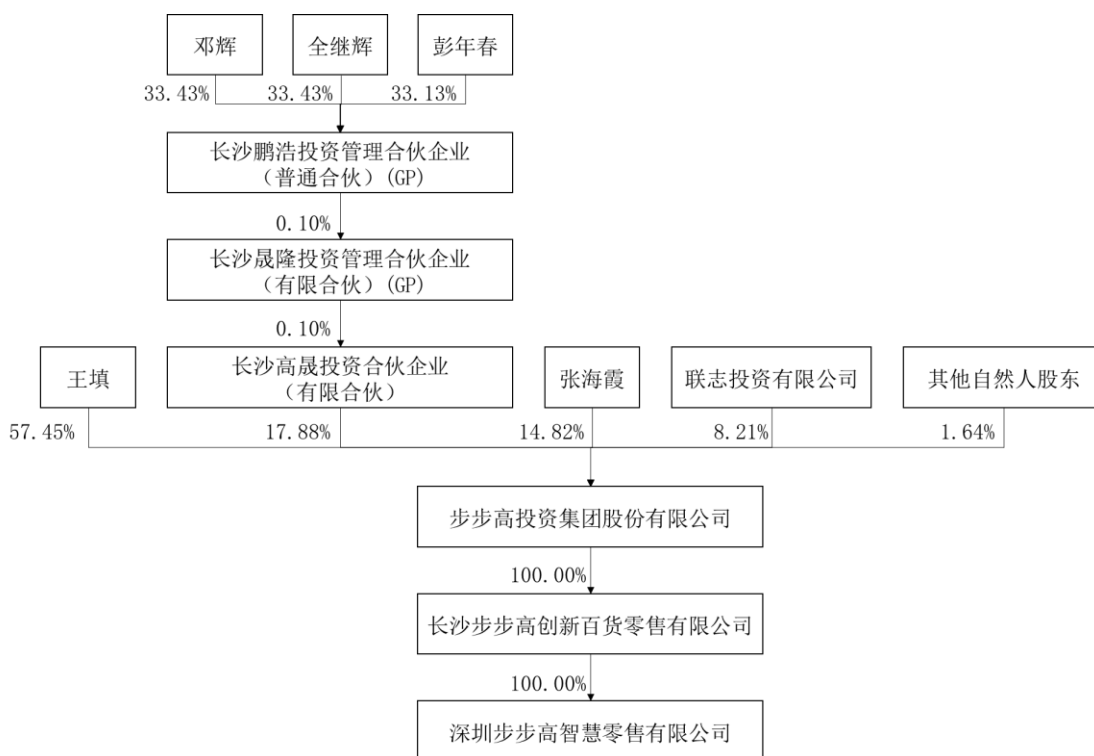 邓辉
全继辉
彭年春
33.43%
33.43%
33.13%
长沙鹏浩投资管理合伙企业
（普通合伙）(GP)
0.10%
长沙晟隆投资管理合伙企业
（有限合伙）(GP)
0.10%
王填
长沙高晟投资合伙企业
（有限合伙）
张海霞
联志投资有限公司
其他自然人股东
57.45%
17.88%
14.82%
8.21%
1.64%
步步高投资集团股份有限公司
100.00%
长沙步步高创新百货零售有限公司
100.00%
深圳步步高智慧零售有限公司